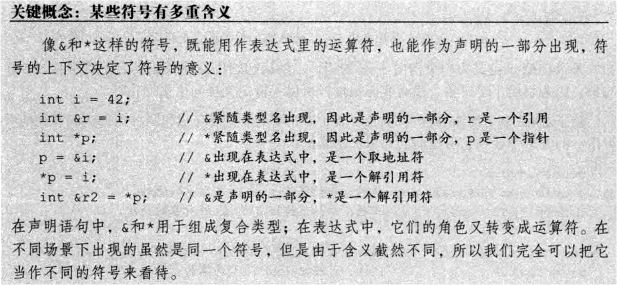 关键概念：某些符号有多重含义
像&和*这样的符号，既能用作表达式里的运算符，也能作为声明的一部分出现，符
号的上下文决定了符号的意义：
int i = 42;
int &r = i; // &紧随类型名出现，因此是声明的一部分，r是一个引用
int *p; // *紧随类型名出现，因此是声明的一部分，p是一个指针
p = &i; // &出现在表达式中，是一个取地址符
*p = i; // *出现在表达式中，是一个解引用符
int &r2 = *p; // &是声明的一部分，*是一个解引用符
在声明语句中，&和*用于组成复合类型；在表达式中，它们的角色又转变成运算符。在
不同场景下出现的虽然是同一个符号，但是由于含义截然不同，所以我们完全可以把它
当作不同的符号来看待。